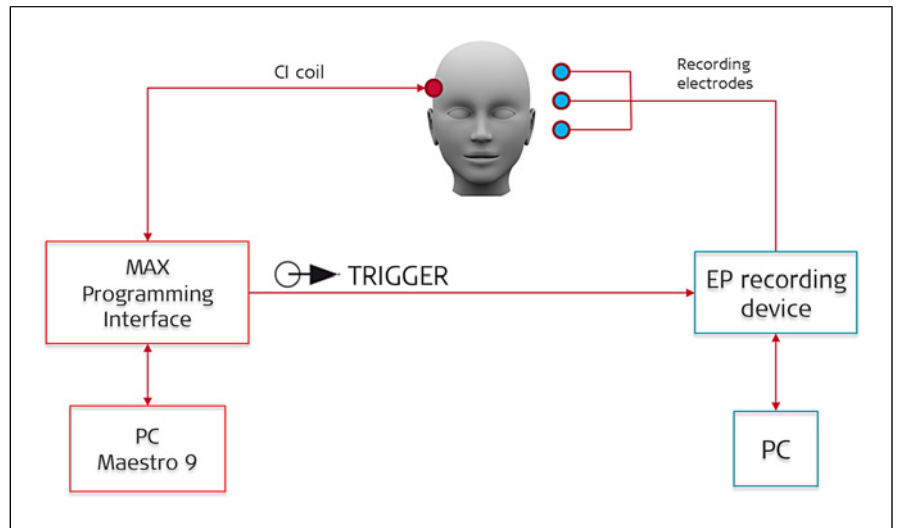 CI coil
Recording
electrodes
MAX
Programming
Interface
TRIGGER
EP recording
device
PC
Maestro 9
PC